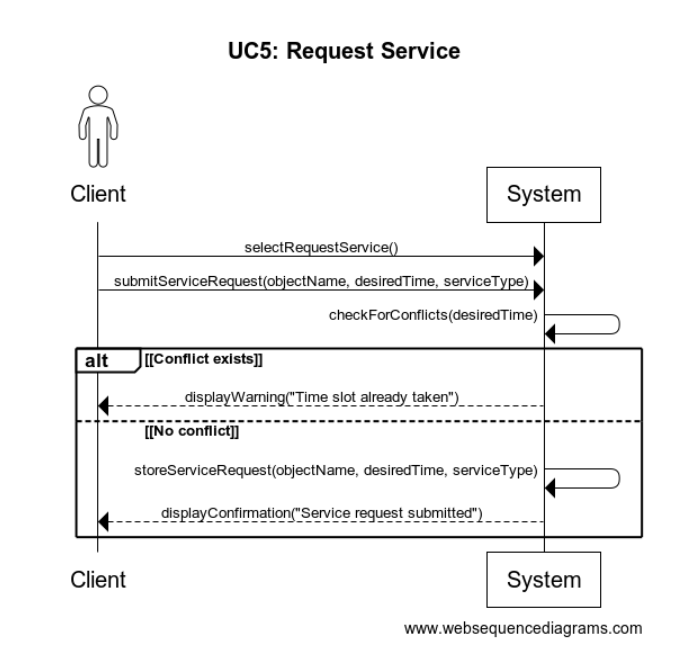 UC5: Request Service
Client
System
selectRequestService()
submitServiceRequest(objectName, desiredTime, serviceType)
checkForConflicts(desiredTime)
alt [[Conflict exists]]
displayWarning("Time slot already taken")
[[No conflict]]
storeServiceRequest(objectName, desiredTime, serviceType)
displayConfirmation("Service request submitted")
Client
System
www.websequencediagrams.com